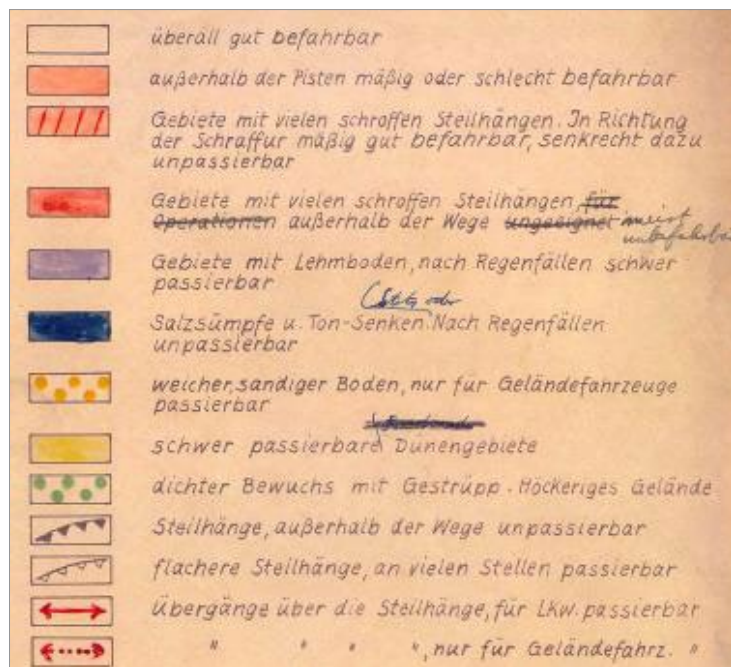 überall gut befahrbar
außerhalb der Pisten mäßig oder schlecht befahrbar
Gebiete mit vielen schroffen Steilhängen. In Richtung
der Schraffur mäßig gut befahrbar, senkrecht dazu
unpassierbar
Gebiete mit vielen schroffen Steilhängen, für
Operationen außerhalb der Wege ungeeignet meist
unbefahrbar
Gebiete mit Lehmboden, nach Regenfällen schwer
passierbar
(Stets oder
Salzsümpfe u. Ton-Senken. Nach Regenfällen
unpassierbar
weicher, sandiger Boden, nur für Geländefahrzeuge
passierbar
schwer passierbare Dünengebiete
dichter Bewuchs mit Gestrüpp. Höckeriges Gelände
Steilhänge, außerhalb der Wege unpassierbar
flachere Steilhänge, an vielen Stellen passierbar
Übergänge über die Steilhänge, für LKw. passierbar
" " " ", nur für Geländefahrz. "